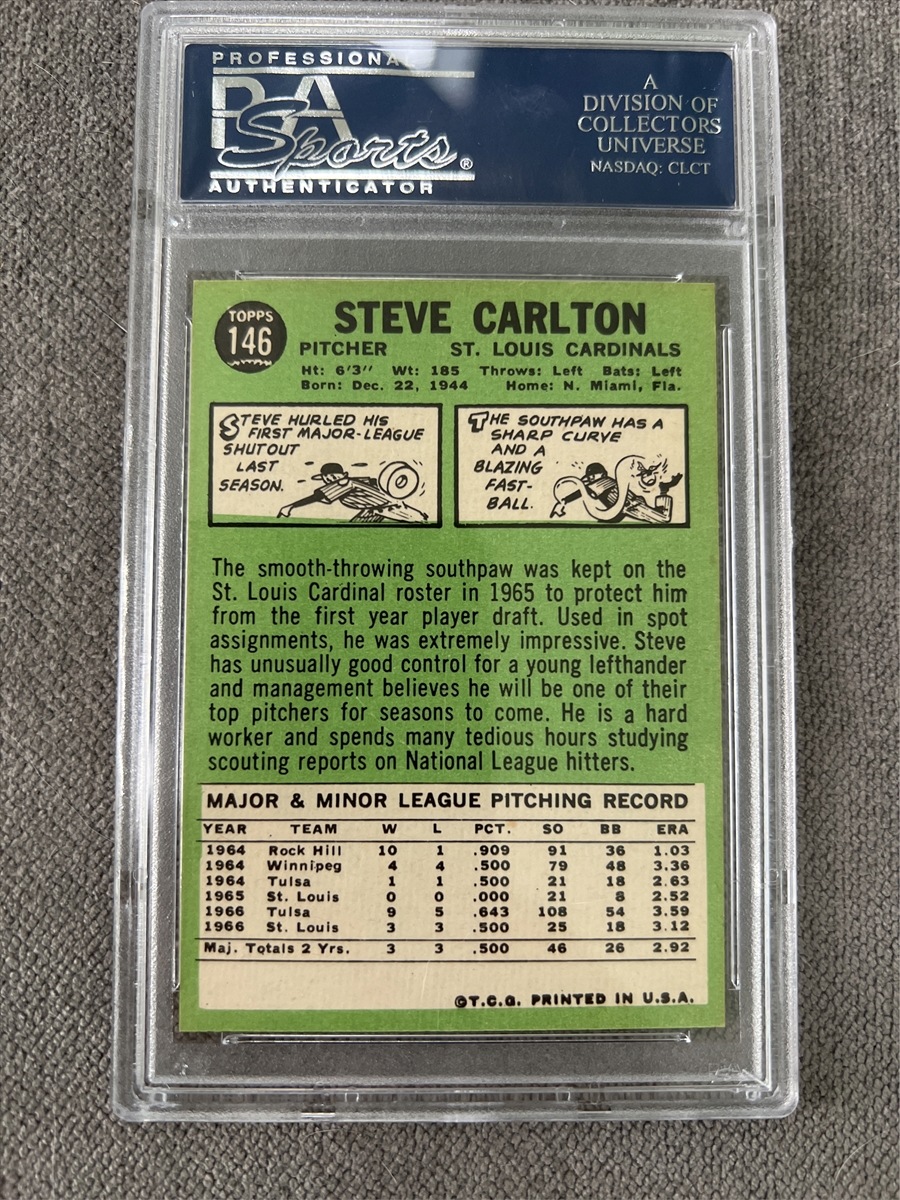 PROFESSIONAL
PSA
Sports®
AUTHENTICATOR
A
DIVISION OF
COLLECTORS
UNIVERSE
NASDAQ: CLCT
TOPPS
146
STEVE CARLTON
PITCHER ST. LOUIS CARDINALS
Ht: 6'3" Wt: 185 Throws: Left Bats: Left
Born: Dec. 22, 1944 Home: N. Miami, Fla.
STEVE HURLED HIS
FIRST MAJOR-LEAGUE
SHUTOUT
LAST
SEASON.
THE SOUTHPAW HAS A
SHARP CURVE
AND A
BLAZING
FAST-
BALL.
The smooth-throwing southpaw was kept on the
St. Louis Cardinal roster in 1965 to protect him
from the first year player draft. Used in spot
assignments, he was extremely impressive. Steve
has unusually good control for a young lefthander
and management believes he will be one of their
top pitchers for seasons to come. He is a hard
worker and spends many tedious hours studying
scouting reports on National League hitters.
MAJOR & MINOR LEAGUE PITCHING RECORD
YEAR TEAM W L PCT. SO BB ERA
1964 Rock Hill 10 1 .909 91 36 1.03
1964 Winnipeg 4 4 .500 79 48 3.36
1964 Tulsa 1 1 .500 21 18 2.63
1965 St. Louis 0 0 .000 21 8 2.52
1966 Tulsa 9 5 .643 108 54 3.59
1966 St. Louis 3 3 .500 25 18 3.12
Maj. Totals 2 Yrs. 3 3 .500 46 26 2.92
©T.C.G. PRINTED IN U.S.A.